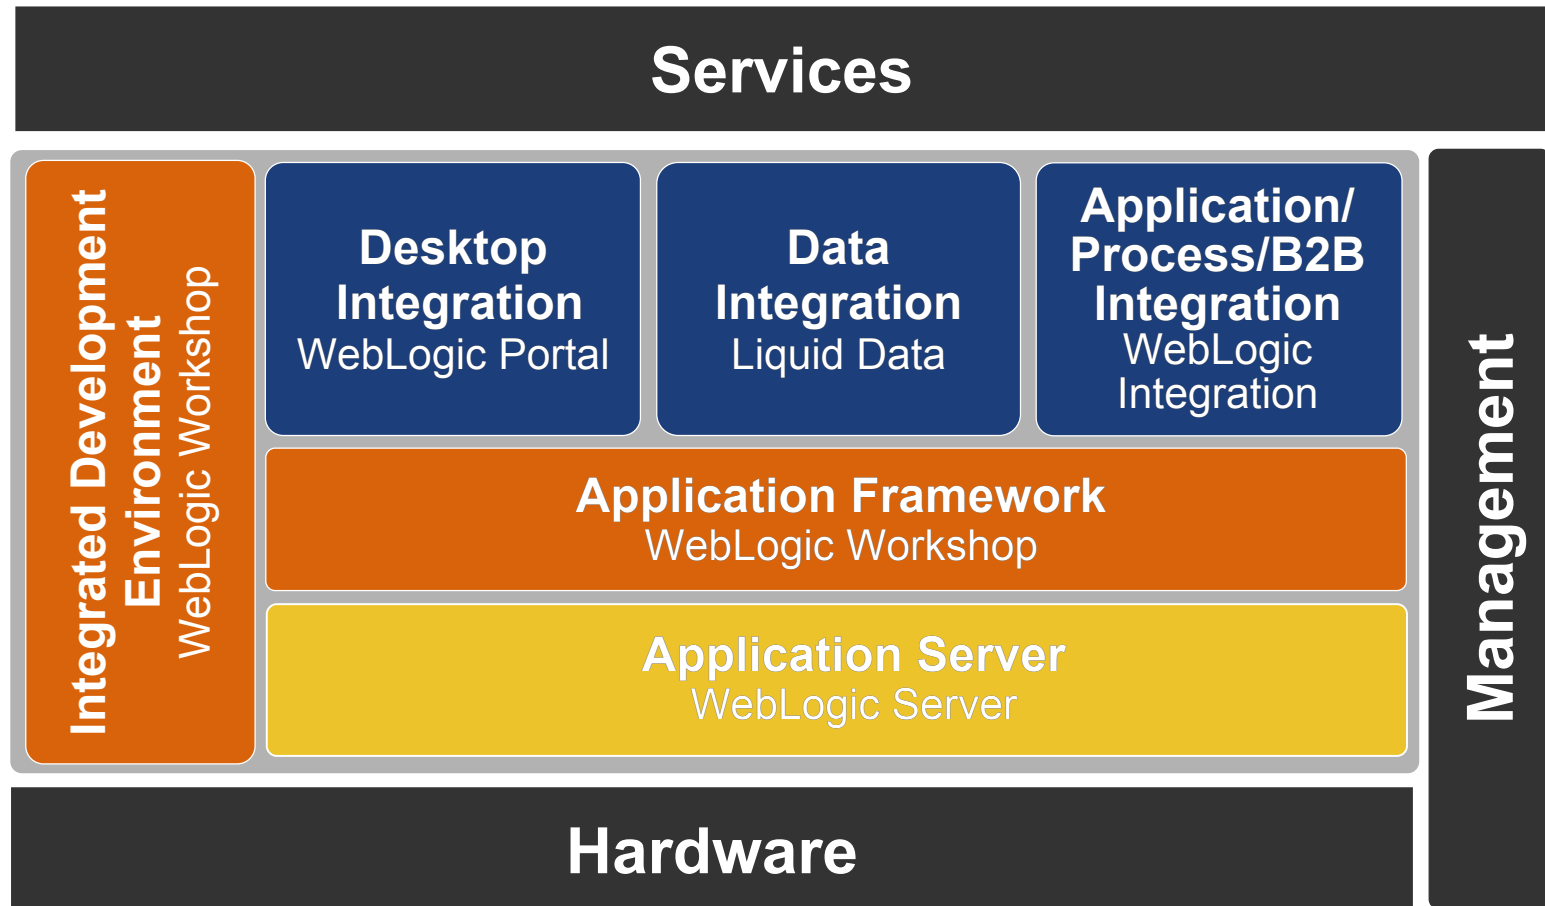 Services
Integrated Development
Environment
WebLogic Workshop
Desktop
Integration
WebLogic Portal
Data
Integration
Liquid Data
Application/
Process/B2B
Integration
WebLogic
Integration
Application Framework
WebLogic Workshop
Application Server
WebLogic Server
Management
Hardware